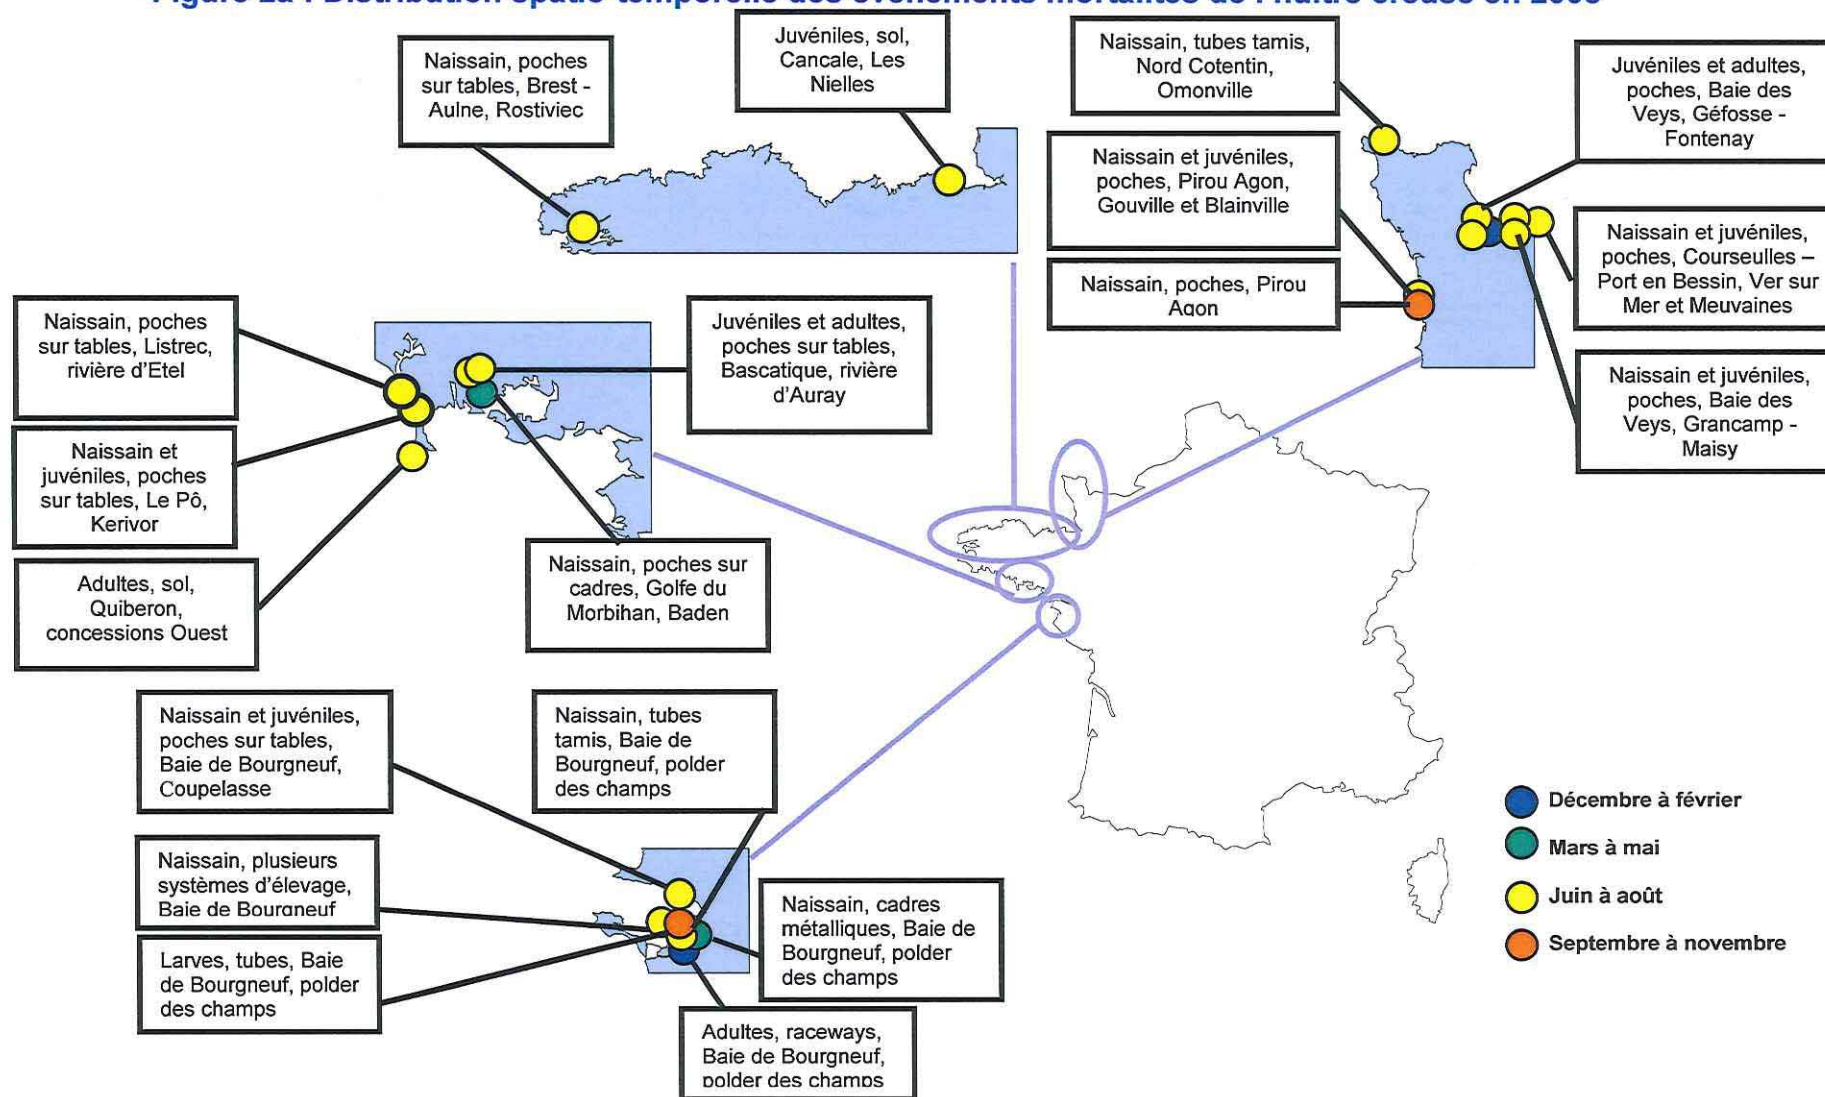 Naissain, poches
sur tables, Brest -
Aulne, Rostiviec
Juvéniles, sol,
Cancale, Les
Nielles
Naissain, tubes tamis,
Nord Cotentin,
Omonville
Juvéniles et adultes,
poches, Baie des
Veys, Géfosse -
Fontenay
Naissain et juvéniles,
poches, Pirou Agon,
Gouville et Blainville
Naissain, poches, Pirou
Agon
Naissain et juvéniles,
poches, Courseulles –
Port en Bessin, Ver sur
Mer et Meuvaines
Naissain et juvéniles,
poches, Baie des
Veys, Grancamp -
Maisy
Naissain, poches
sur tables, Listrec,
rivière d'Etel
Juvéniles et adultes,
poches sur tables,
Bascatique, rivière
d'Auray
Naissain et
juvéniles, poches
sur tables, Le Pô,
Kerivor
Adultes, sol,
Quiberon,
concessions Ouest
Naissain, poches sur
cadres, Golfe du
Morbihan, Baden
Naissain et juvéniles,
poches sur tables,
Baie de Bourgneuf,
Coupelasse
Naissain, tubes
tamis, Baie de
Bourgneuf, polder
des champs
Naissain, plusieurs
systèmes d'élevage,
Baie de Bourgneuf
Larves, tubes, Baie
de Bourgneuf, polder
des champs
Naissain, cadres
métalliques, Baie de
Bourgneuf, polder
des champs
Adultes, raceways,
Baie de Bourgneuf,
polder des champs
Décembre à février
Mars à mai
Juin à août
Septembre à novembre